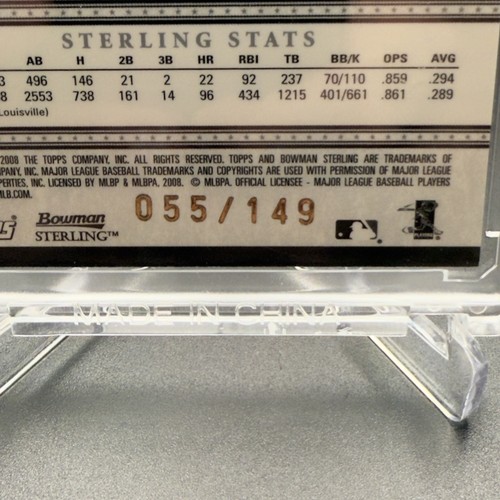 STERLING STATS
AB H 2B 3B HR RBI TB BB/K OPS AVG
3 496 146 21 2 22 92 237 70/110 .859 .294
8 2553 738 161 14 96 434 1215 401/661 .861 .289
Louisville)
2008 THE TOPPS COMPANY, INC. ALL RIGHTS RESERVED. TOPPS AND BOWMAN STERLING ARE TRADEMARKS OF
PANY, INC. MAJOR LEAGUE BASEBALL TRADEMARKS AND COPYRIGHTS ARE USED WITH PERMISSION OF MAJOR LEAGUE
PERTIES, INC. LICENSED BY MLBP & MLBPA, 2008. © MLBPA. OFFICIAL LICENSEE - MAJOR LEAGUE BASEBALL PLAYERS
MLB.COM
055/149
Bowman
STERLING™
MADE IN CHINA